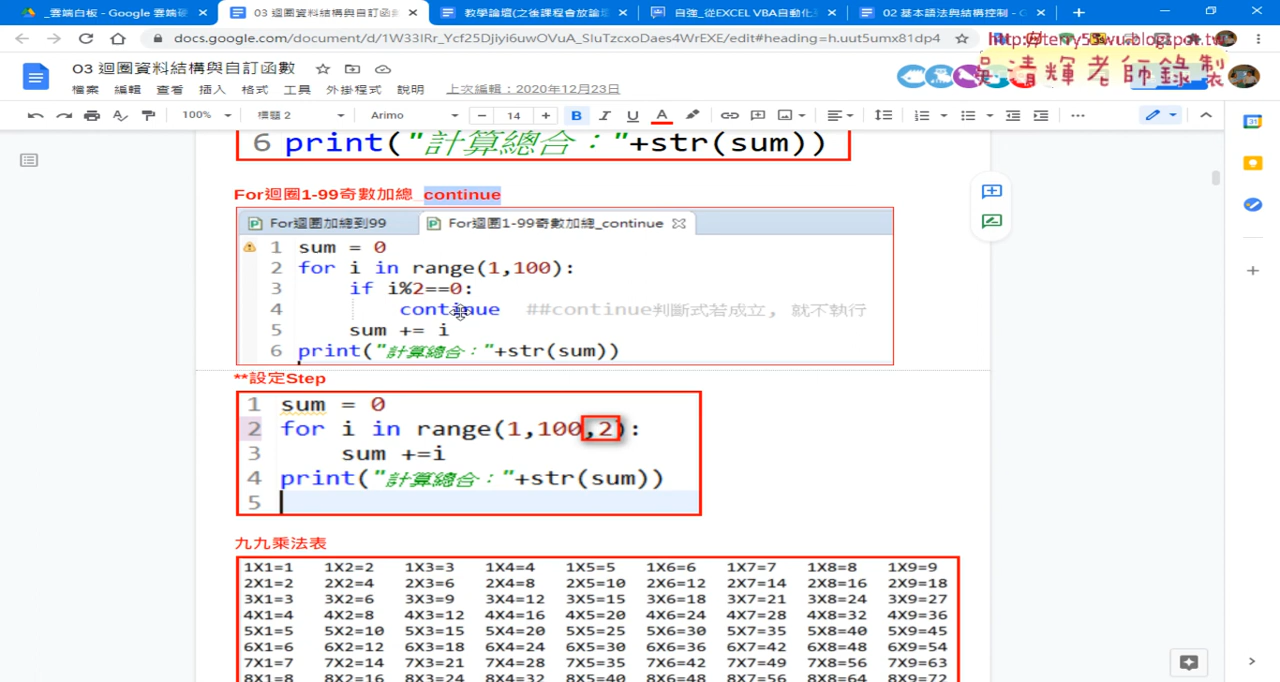 _雲端白板 - Google 雲端硬
03 迴圈資料結構與自訂函
教學論壇(之後課程會放論壇
自強_從EXCEL VBA自動化
02 基本語法與結構控制 - G
docs.google.com/document/d/1W33IRr_Ycf25Djiyi6uwOVuA_SIuTzcxoDaes4WrEXE/edit#heading=h.uut5umx81dp4
http://terry55wu.blogspot.tw
吳清輝老師錄製
03 迴圈資料結構與自訂函數
檔案 編輯 查看 插入 格式 工具 外掛程式 說明 上次編輯：2020年12月23日
100% 標題 2 Arimo 14 B I U A
6 print("計算總合："+str(sum))
For迴圈1-99奇數加總_continue
For迴圈加總到99 For迴圈1-99奇數加總_continue
1 sum = 0
2 for i in range(1,100):
3 if i%2==0:
4 continue ##continue判斷式若成立, 就不執行
5 sum += i
6 print("計算總合："+str(sum))
**設定Step
1 sum = 0
2 for i in range(1,100,2):
3 sum +=i
4 print("計算總合："+str(sum))
5
九九乘法表
1X1=1 1X2=2 1X3=3 1X4=4 1X5=5 1X6=6 1X7=7 1X8=8 1X9=9
2X1=2 2X2=4 2X3=6 2X4=8 2X5=10 2X6=12 2X7=14 2X8=16 2X9=18
3X1=3 3X2=6 3X3=9 3X4=12 3X5=15 3X6=18 3X7=21 3X8=24 3X9=27
4X1=4 4X2=8 4X3=12 4X4=16 4X5=20 4X6=24 4X7=28 4X8=32 4X9=36
5X1=5 5X2=10 5X3=15 5X4=20 5X5=25 5X6=30 5X7=35 5X8=40 5X9=45
6X1=6 6X2=12 6X3=18 6X4=24 6X5=30 6X6=36 6X7=42 6X8=48 6X9=54
7X1=7 7X2=14 7X3=21 7X4=28 7X5=35 7X6=42 7X7=49 7X8=56 7X9=63
8X1=8 8X2=16 8X3=24 8X4=32 8X5=40 8X6=48 8X7=56 8X8=64 8X9=72